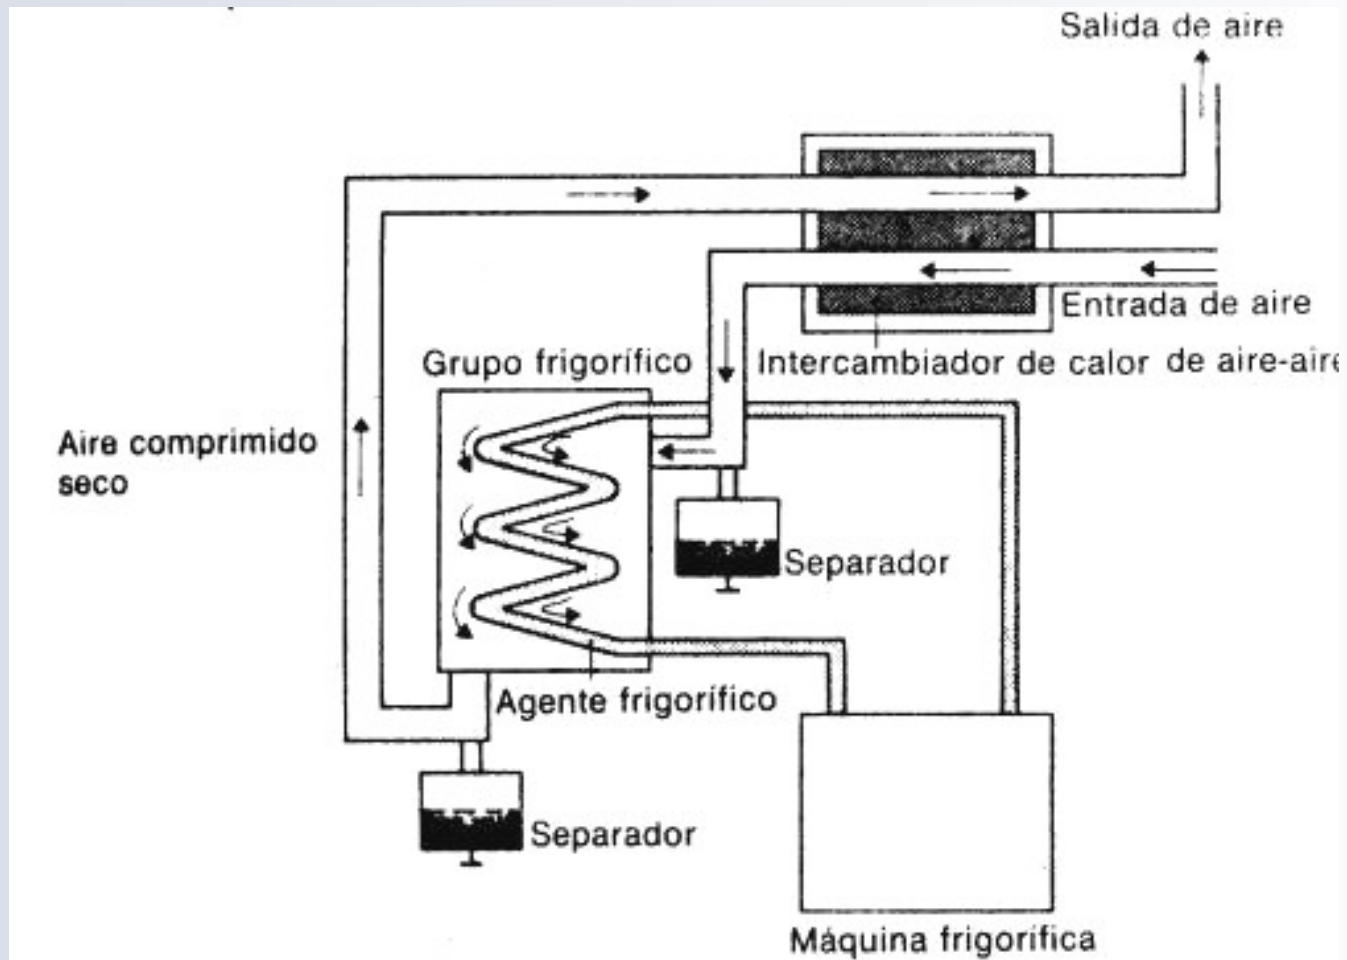 Salida de aire
Entrada de aire
Intercambiador de calor de aire-aire
Grupo frigorífico
Aire comprimido
seco
Separador
Agente frigorífico
Separador
Máquina frigorífica